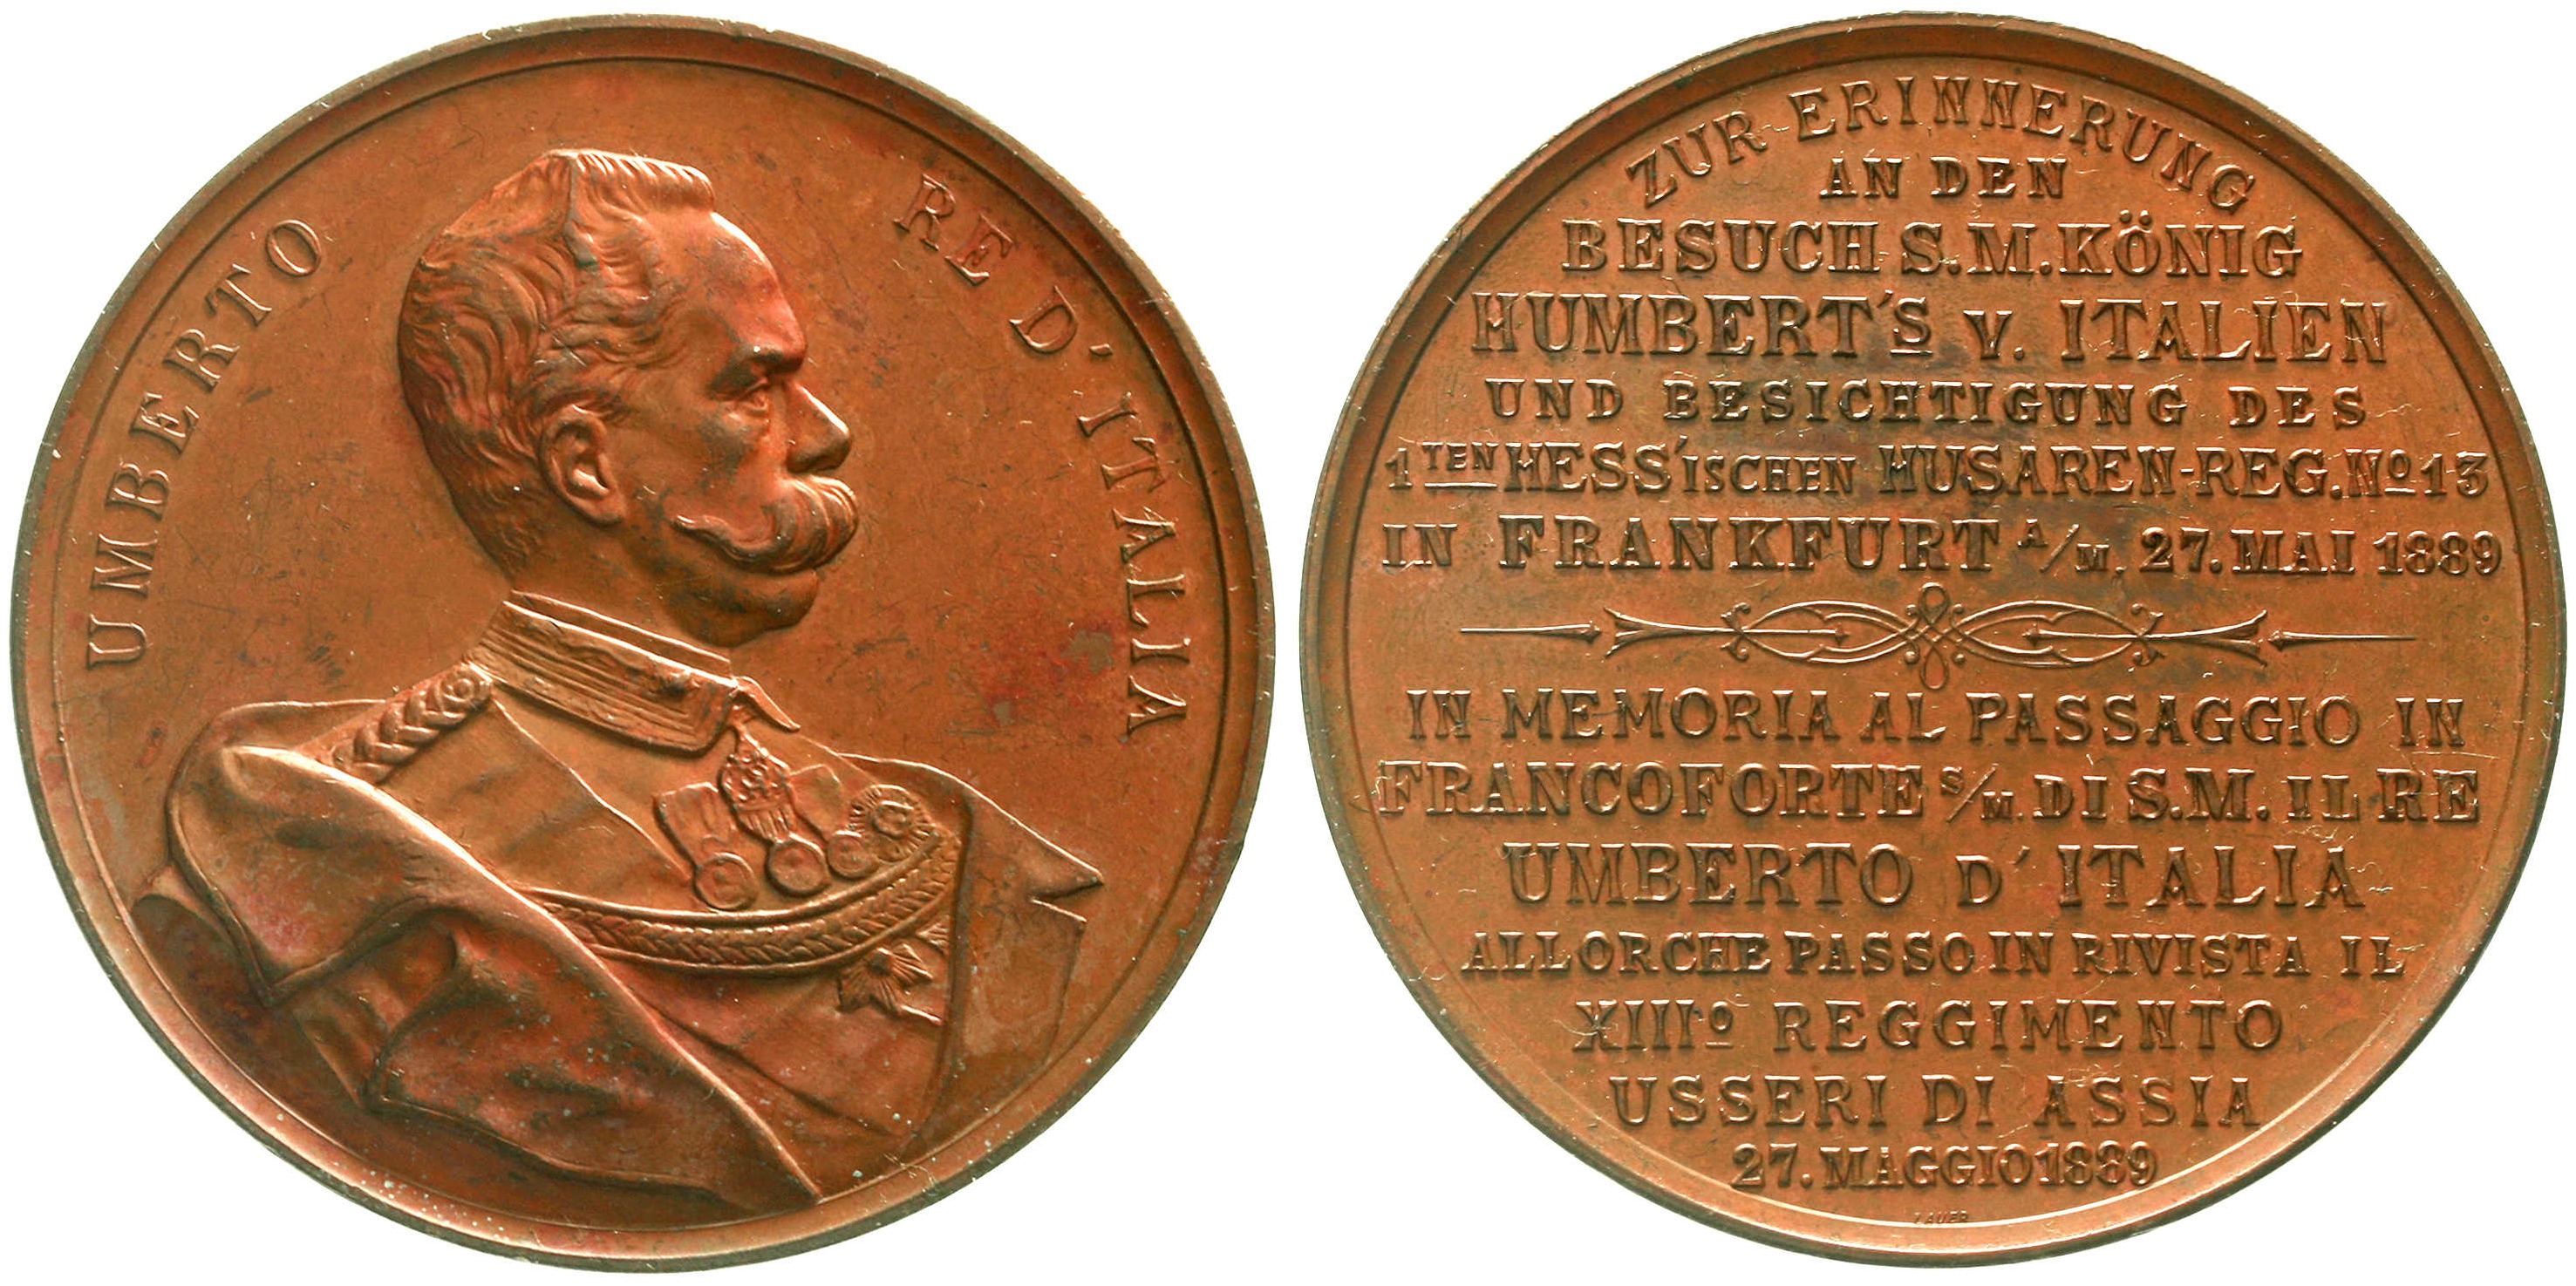 UMBERTO RE D'ITALIA
ZUR ERINNERUNG
AN DEN
BESUCH S.M. KÖNIG
HUMBERT'S V. ITALIEN
UND BESICHTIGUNG DES
1TEN HESS'ISCHEN HUSAREN-REG. No 13
IN FRANKFURT A/M. 27. MAI 1889
IN MEMORIA AL PASSAGGIO IN
FRANCOFORTE S/M. DI S.M. IL RE
UMBERTO D'ITALIA
ALLORCHE PASSO IN RIVISTA IL
XIIIo REGGIMENTO
USSERI DI ASSIA
27. MAGGIO 1889
LAUER